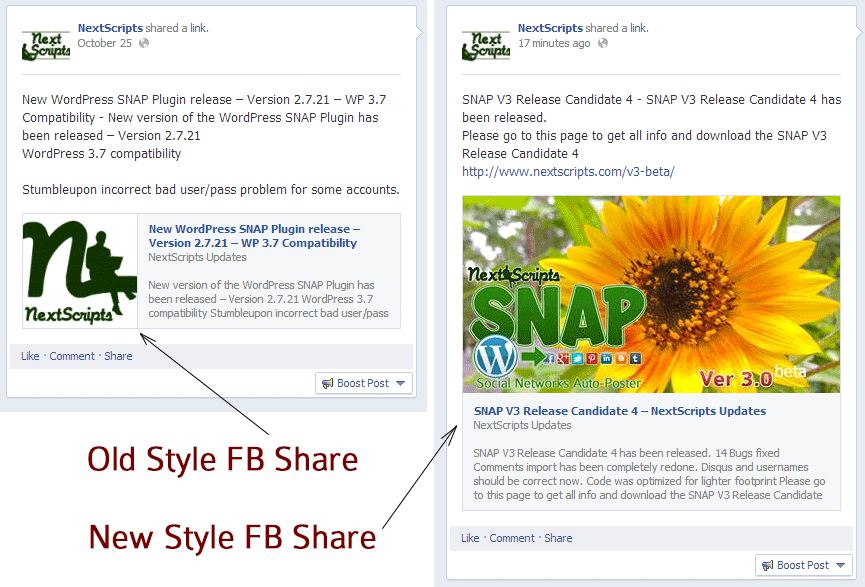 Next
Scripts
NextScripts shared a link.
October 25
New WordPress SNAP Plugin release – Version 2.7.21 – WP 3.7
Compatibility - New version of the WordPress SNAP Plugin has
been released – Version 2.7.21
WordPress 3.7 compatibility
Stumbleupon incorrect bad user/pass problem for some accounts.
NextScripts
New WordPress SNAP Plugin release –
Version 2.7.21 – WP 3.7 Compatibility
NextScripts Updates
New version of the WordPress SNAP Plugin has
been released – Version 2.7.21 WordPress 3.7
compatibility Stumbleupon incorrect bad user/pass
Like · Comment · Share
Boost Post
Old Style FB Share
New Style FB Share
Next
Scripts
NextScripts shared a link.
17 minutes ago
SNAP V3 Release Candidate 4 - SNAP V3 Release Candidate 4 has
been released.
Please go to this page to get all info and download the SNAP V3
Release Candidate 4
http://www.nextscripts.com/v3-beta/
NextScripts
SNAP
Social Networks Auto-Poster
Ver 3.0 beta
SNAP V3 Release Candidate 4 – NextScripts Updates
NextScripts Updates
SNAP V3 Release Candidate 4 has been released. 14 Bugs fixed
Comments import has been completely redone. Disqus and usernames
should be correct now. Code was optimized for lighter footprint Please go
to this page to get all info and download the SNAP V3 Release Candidate
Like · Comment · Share
Boost Post